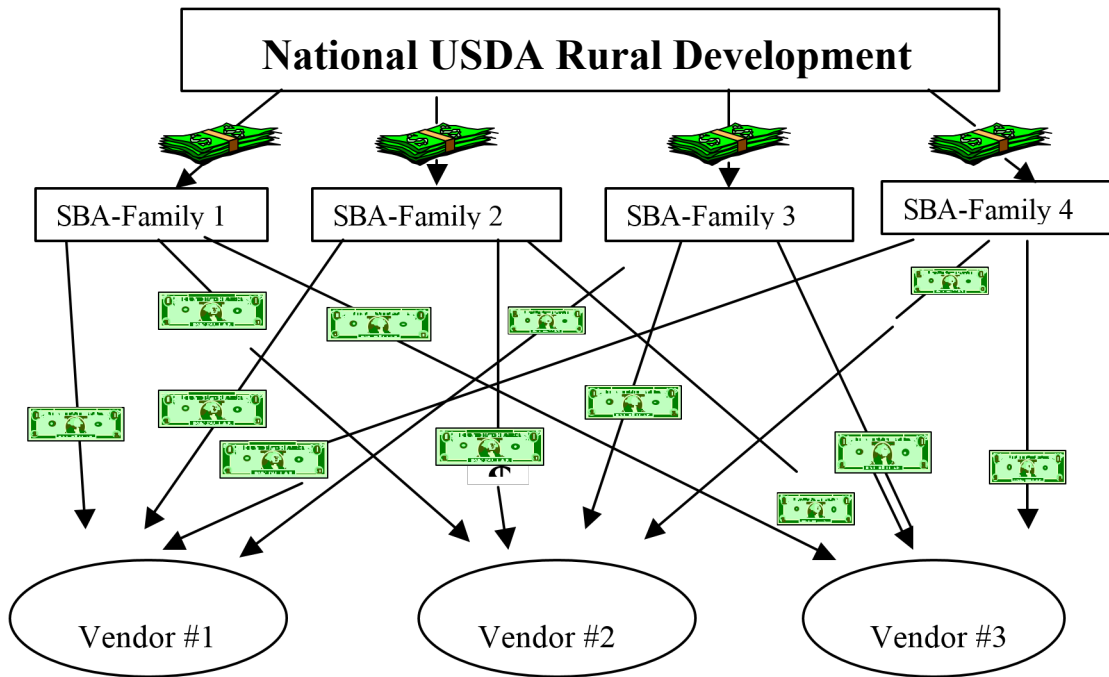 National USDA Rural Development
SBA-Family 1
SBA-Family 2
SBA-Family 3
SBA-Family 4
Vendor #1
Vendor #2
Vendor #3